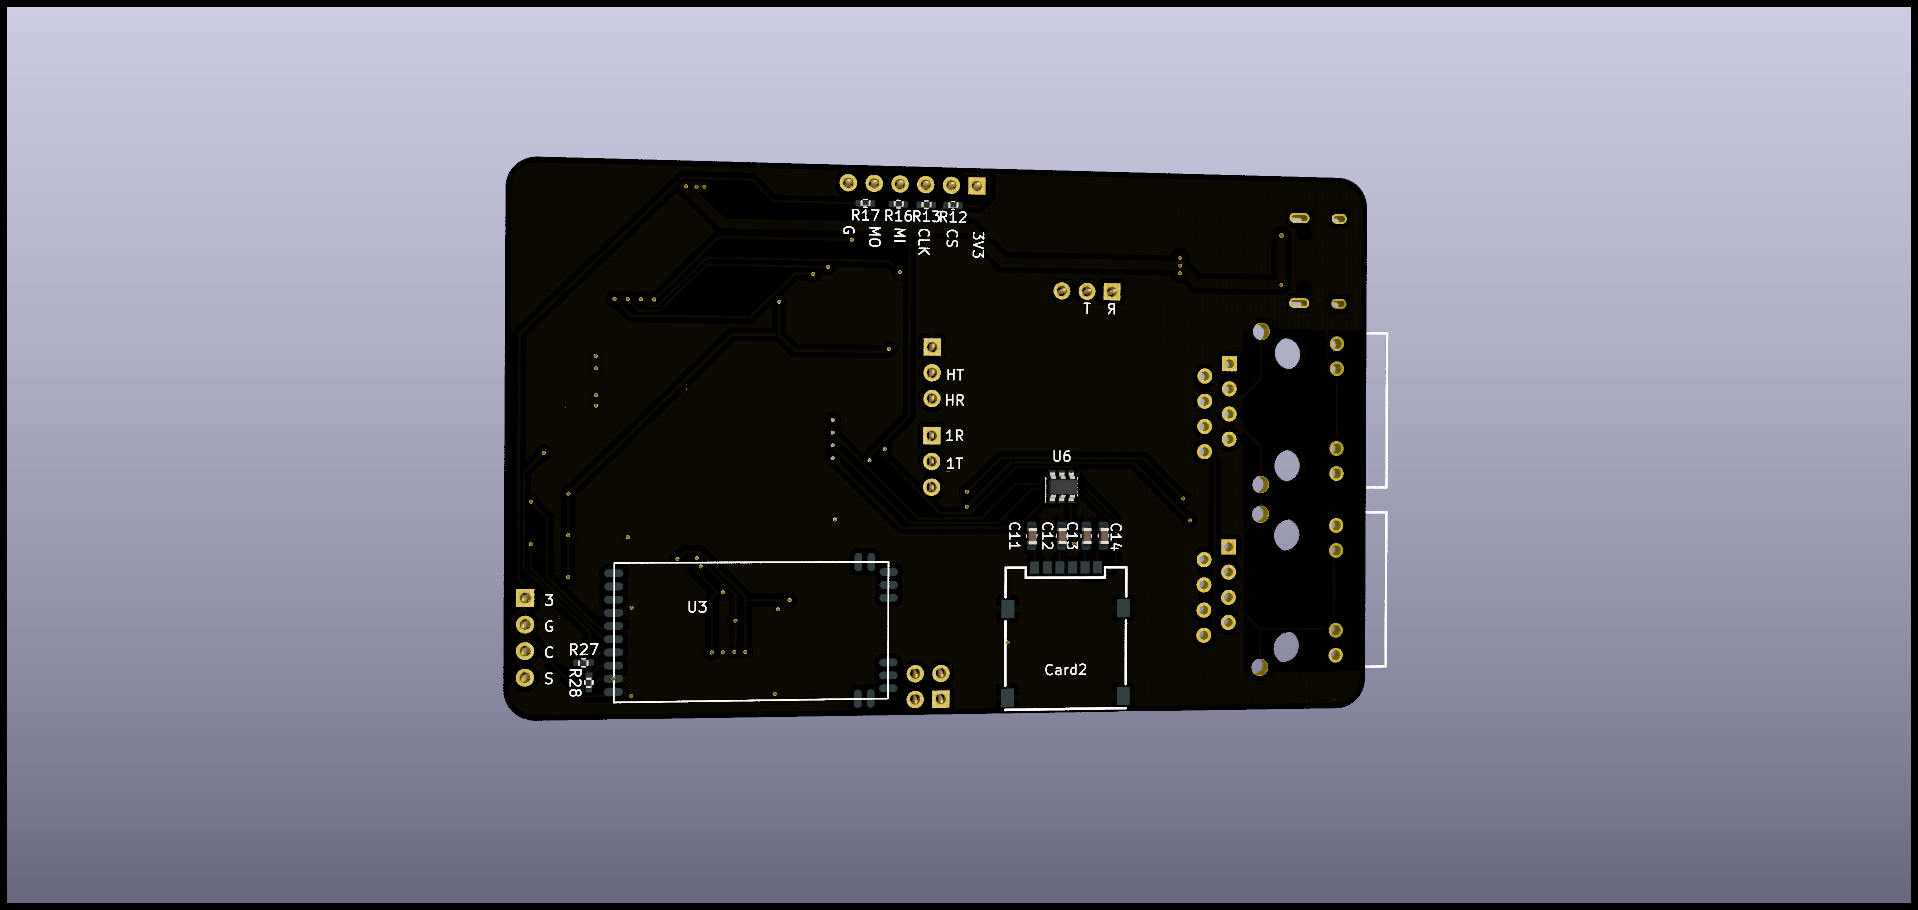 R17 R16 R13 R12
G MO MI CLK CS 3V3
T R
HT
HR
1R
1T
U6
C11 C12 C13 C14
U3
3
G
C
S
R27
R28
Card2